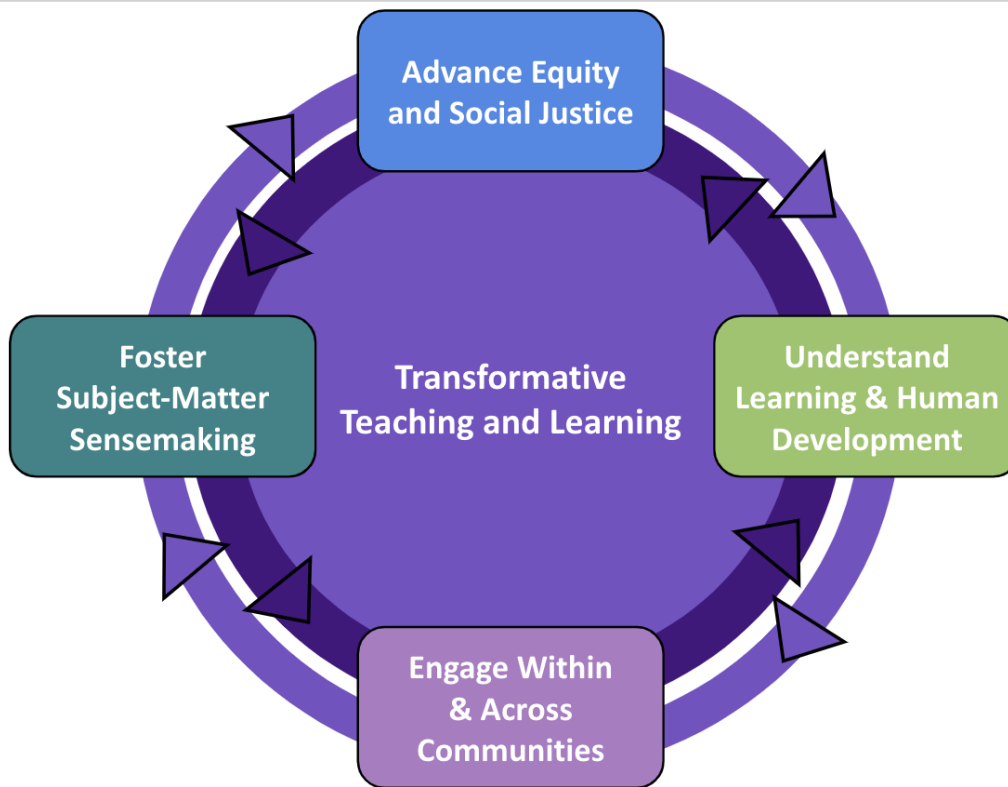 Advance Equity
and Social Justice
Foster
Subject-Matter
Sensemaking
Transformative
Teaching and Learning
Understand
Learning & Human
Development
Engage Within
& Across
Communities